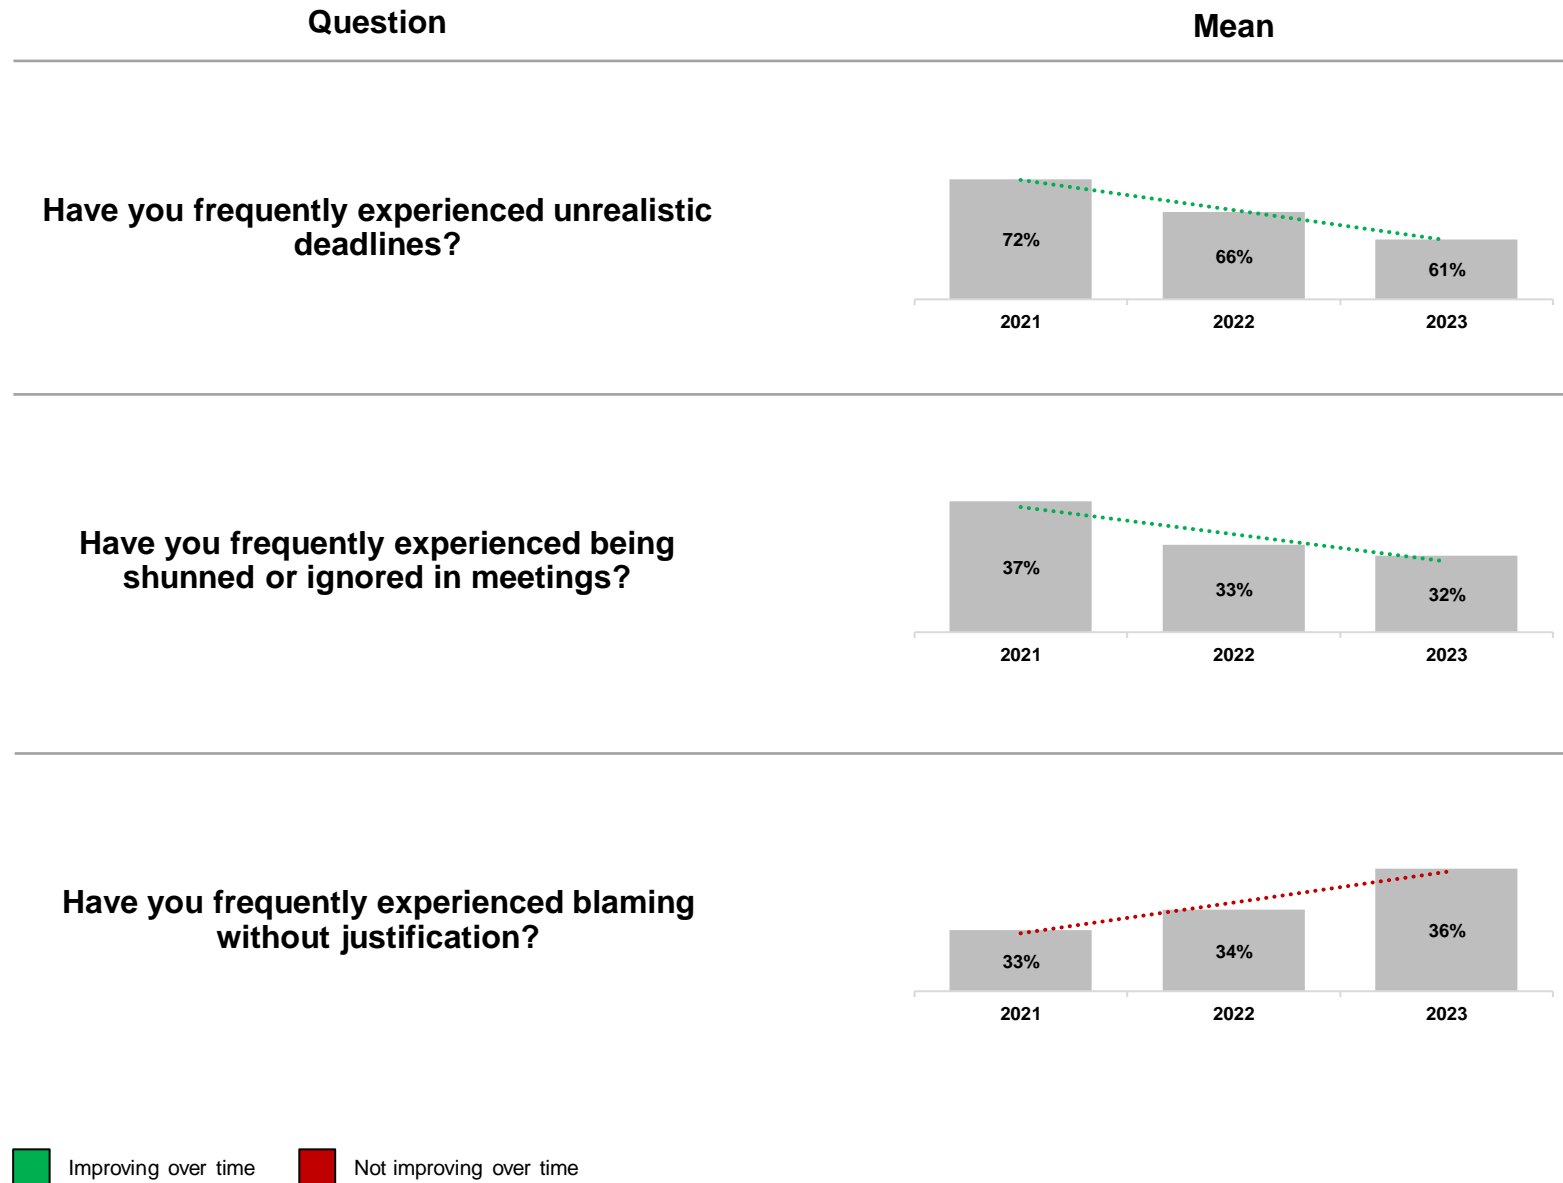 Question
Mean
Have you frequently experienced unrealistic
deadlines?
72%
66%
61%
2021
2022
2023
Have you frequently experienced being
shunned or ignored in meetings?
37%
33%
32%
2021
2022
2023
Have you frequently experienced blaming
without justification?
33%
34%
36%
2021
2022
2023
Improving over time
Not improving over time